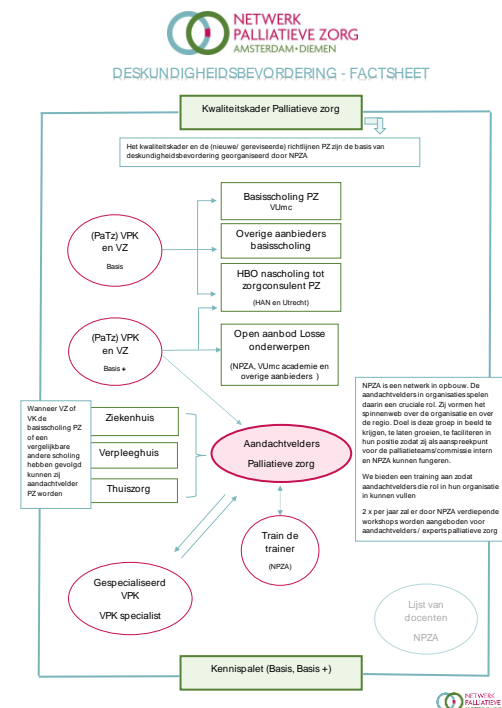 NETWERK
PALLIATIEVE ZORG
AMSTERDAM•DIEMEN
DESKUNDIGHEIDSBEVORDERING - FACTSHEET
Kwaliteitskader Palliatieve zorg
Het kwaliteitskader en de (nieuwe/ gereviseerde) richtlijnen PZ zijn de basis van
deskundigheidsbevordering georganiseerd door NPZA
Basisscholing PZ
VUmc
(PaTz) VPK
en VZ
Basis
Overige aanbieders
basisscholing
HBO nascholing tot
zorgconsulent PZ
(HAN en Utrecht)
(PaTz) VPK
en VZ
Basis +
Open aanbod Losse
onderwerpen
(NPZA, VUmc academie en
overige aanbieders )
Wanneer VZ of
VK de
basisscholing PZ
of een
vergelijkbare
andere scholing
hebben gevolgd
kunnen zij
aandachtvelder
PZ worden
Ziekenhuis
Verpleeghuis
Thuiszorg
Aandachtvelders
Palliatieve zorg
NPZA is een netwerk in opbouw. De
aandachtvelders in organisaties spelen
daarin een cruciale rol. Zij vormen het
spinnenweb over de organisatie en over
de regio. Doel is deze groep in beeld te
krijgen, te laten groeien, te faciliteren in
hun positie zodat zij als aanspreekpunt
voor de palliatieteams/commissie intern
en NPZA kunnen fungeren.
We bieden een training aan zodat
aandachtvelders die rol in hun organisatie
in kunnen vullen
2 x per jaar zal er door NPZA verdiepende
workshops worden aangeboden voor
aandachtvelders / experts palliatieve zorg
Train de
trainer
(NPZA)
Gespecialiseerd
VPK
VPK specialist
Lijst van
docenten
NPZA
Kennispalet (Basis, Basis +)
NETWERK
PALLIATIEVE